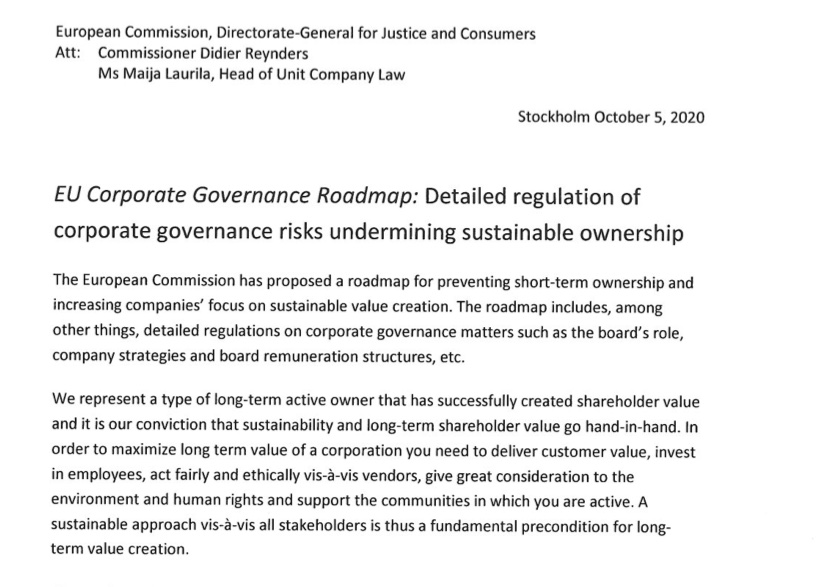 European Commission, Directorate-General for Justice and Consumers
Att: Commissioner Didier Reynders
Ms Maija Laurila, Head of Unit Company Law
Stockholm October 5, 2020
EU Corporate Governance Roadmap: Detailed regulation of
corporate governance risks undermining sustainable ownership
The European Commission has proposed a roadmap for preventing short-term ownership and
increasing companies' focus on sustainable value creation. The roadmap includes, among
other things, detailed regulations on corporate governance matters such as the board's role,
company strategies and board remuneration structures, etc.
We represent a type of long-term active owner that has successfully created shareholder value
and it is our conviction that sustainability and long-term shareholder value go hand-in-hand. In
order to maximize long term value of a corporation you need to deliver customer value, invest
in employees, act fairly and ethically vis-à-vis vendors, give great consideration to the
environment and human rights and support the communities in which you are active. A
sustainable approach vis-à-vis all stakeholders is thus a fundamental precondition for long-
term value creation.